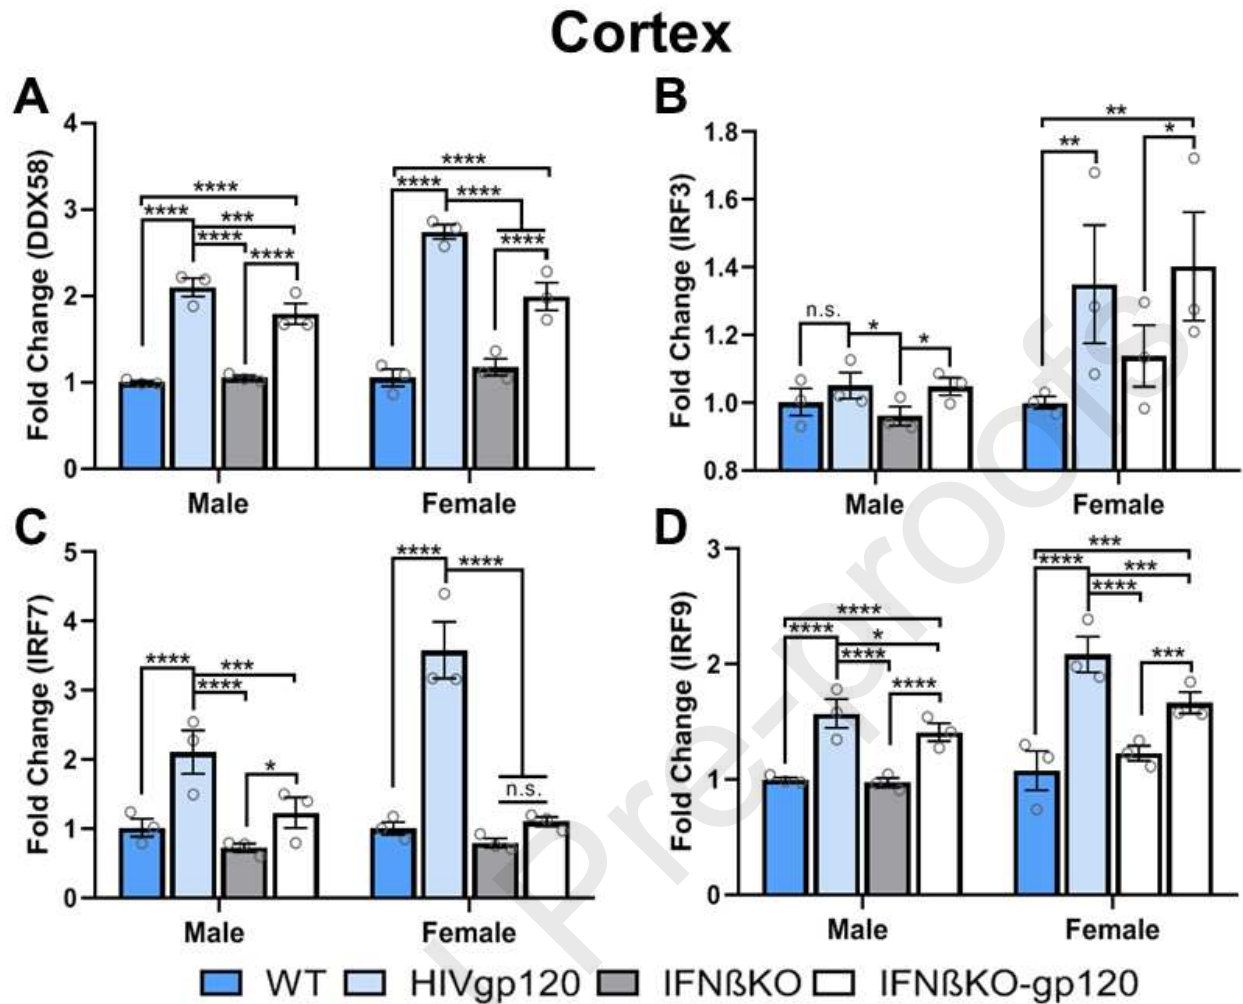 Cortex
A
Fold Change (DDX58)
4
3
2
1
0
****
****
***
****
****
****
****
****
****
Male
Female
B
Fold Change (IRF3)
1.8
1.6
1.4
1.2
1.0
0.8
n.s.
*
*
**
**
*
Male
Female
C
Fold Change (IRF7)
5
4
3
2
1
0
****
***
****
*
****
****
n.s.
Male
Female
D
Fold Change (IRF9)
3
2
1
0
****
****
*
****
****
***
****
***
****
***
Male
Female
WT HIVgp120 IFNßKO IFNßKO-gp120
l Pre-proofs